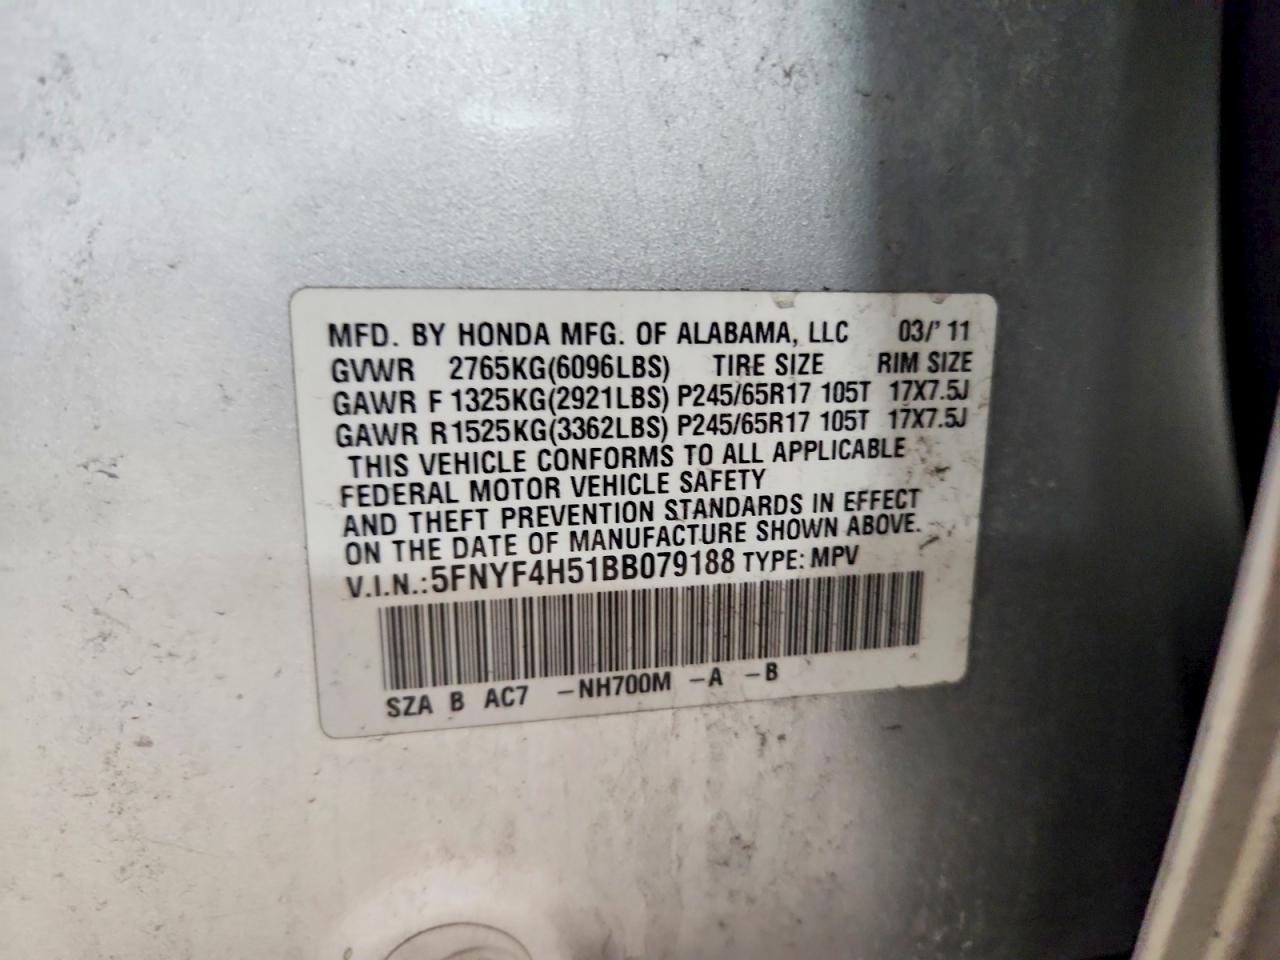 MFD. BY HONDA MFG. OF ALABAMA, LLC 03/'11
GVWR 2765KG(6096LBS) TIRE SIZE RIM SIZE
GAWR F 1325KG(2921LBS) P245/65R17 105T 17X7.5J
GAWR R1525KG(3362LBS) P245/65R17 105T 17X7.5J
THIS VEHICLE CONFORMS TO ALL APPLICABLE
FEDERAL MOTOR VEHICLE SAFETY
AND THEFT PREVENTION STANDARDS IN EFFECT
ON THE DATE OF MANUFACTURE SHOWN ABOVE.
V.I.N.:5FNYF4H51BB079188 TYPE: MPV
SZA B AC7 -NH700M -A -B